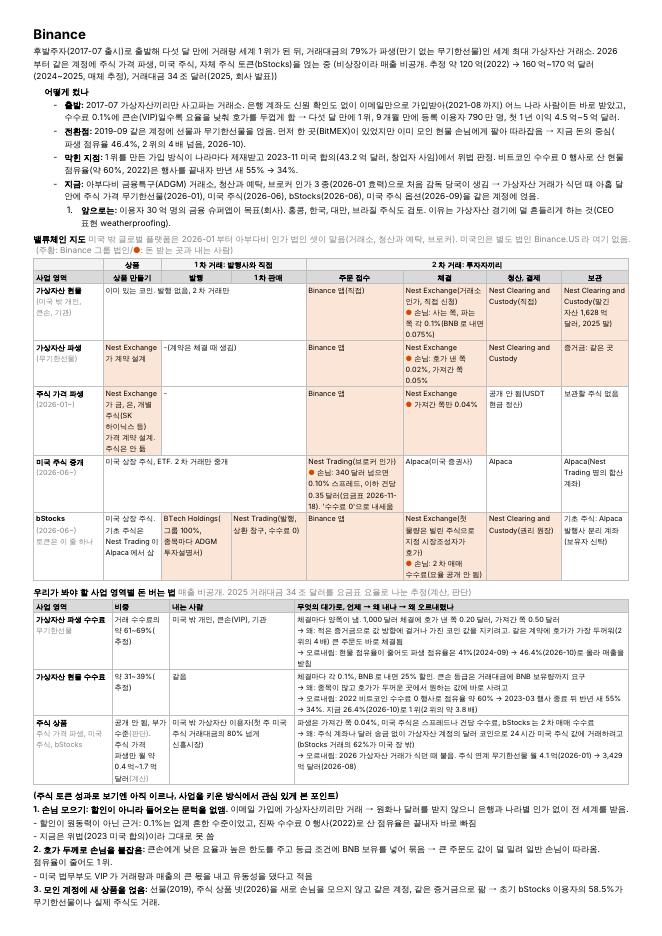 Binance
후발주자(2017-07 출시)로 출발해 다섯 달 만에 거래량 세계 1위가 된 뒤, 거래대금의 79%가 파생(만기 없는 무기한선물)인 세계 최대 가상자산 거래소. 2026
부터 같은 계정에 주식 가격 파생, 미국 주식, 자체 주식 토큰(bStocks)을 얹는 중 (비상장이라 매출 비공개. 추정 약 120억(2022) → 160억~170억 달러
(2024~2025, 매체 추정), 거래대금 34조 달러(2025, 회사 발표))
어떻게 컸나
- 출발: 2017-07 가상자산끼리만 사고파는 거래소. 은행 계좌도 신원 확인도 없이 이메일만으로 가입받아(2021-08까지) 어느 나라 사람이든 바로 받았고,
수수료 0.1%에 큰손(VIP)일수록 요율을 낮춰 호가를 두껍게 함 → 다섯 달 만에 1위, 9개월 만에 등록 이용자 790만 명, 첫 1년 이익 4.5억~5억 달러.
- 전환점: 2019-09 같은 계정에 선물과 무기한선물을 얹음. 먼저 한 곳(BitMEX)이 있었지만 이미 모인 현물 손님에게 팔아 따라잡음 → 지금 돈의 중심(
파생 점유율 46.4%, 2위의 4배 넘음, 2026-10).
- 막힌 지점: 1위를 만든 가입 방식이 나라마다 제재받고 2023-11 미국 합의(43.2억 달러, 창업자 사임)에서 위법 판정. 비트코인 수수료 0 행사로 산 현물
점유율(약 60%, 2022)은 행사를 끝내자 반년 새 55% → 34%.
- 지금: 아부다비 금융특구(ADGM) 거래소, 청산과 예탁, 브로커 인가 3종(2026-01 효력)으로 처음 감독 당국이 생김 → 가상자산 거래가 식던 때 아홉 달
안에 주식 가격 무기한선물(2026-01), 미국 주식(2026-06), bStocks(2026-06), 미국 주식 옵션(2026-09)을 같은 계정에 얹음.
1. 앞으로는: 이용자 30억 명의 금융 슈퍼앱이 목표(회사). 홍콩, 한국, 대만, 브라질 주식도 검토. 이유는 가상자산 경기에 덜 흔들리게 하는 것(CEO
표현 weatherproofing).
밸류체인 지도 미국 밖 글로벌 플랫폼은 2026-01부터 아부다비 인가 법인 셋이 맡음(거래소, 청산과 예탁, 브로커). 미국인은 별도 법인 Binance.US라 여기 없음.
(주황: Binance 그룹 법인/●: 돈 받는 곳과 내는 사람)
상품 1차 거래: 발행사와 직접 2차 거래: 투자자끼리
사업 영역 상품 만들기 발행 1차 판매 주문 접수 체결 청산, 결제 보관
가상자산 현물 이미 있는 코인. 발행 없음, 2차 거래만 Binance 앱(직접) Nest Exchange(거래소 Nest Clearing and Nest Clearing and
(미국 밖 개인, 인가, 직접 신청) Custody(직접) Custody(맡긴
큰손, 기관) ● 손님: 사는 쪽, 파는 자산 1,628억
쪽 각 0.1%(BNB로 내면 달러, 2025 말)
0.075%)
가상자산 파생 Nest Exchange -(계약은 체결 때 생김) Binance 앱 Nest Exchange Nest Clearing and 증거금: 같은 곳
(무기한선물) 가 계약 설계 ● 손님: 호가 낸 쪽 Custody
0.02%, 가져간 쪽
0.05%
주식 가격 파생 Nest Exchange - Binance 앱 Nest Exchange 공개 안 됨(USDT 보관할 주식 없음
(2026-01~) 가 금, 은, 개별 ● 가져간 쪽만 0.04% 현금 정산)
주식(SK
하이닉스 등)
가격 계약 설계.
주식은 안 듦
미국 주식 중개 미국 상장 주식, ETF. 2차 거래만 중개 Nest Trading(브로커 인가) Alpaca(미국 증권사) Alpaca Alpaca(Nest
(2026-06~) ● 손님: 340달러 넘으면 Trading 명의 합산
0.10% 스프레드, 이하 건당 계좌)
0.35달러(요금표 2026-11-
18). '수수료 0'으로 내세움
bStocks 미국 상장 주식. BTech Holdings( Nest Trading(발행, Binance 앱 Nest Exchange(첫 Nest Clearing and 기초 주식: Alpaca
(2026-06~) 기초 주식은 그룹 100%, 상환 창구, 수수료 0) 물량은 빌린 주식으로 Custody(권리 원장) 발행사 분리 계좌
토큰은 이 줄 하나 Nest Trading이 종목마다 ADGM 지정 시장조성자가 (보유자 신탁)
Alpaca에서 삼 투자설명서) 호가)
● 손님: 2차 매매
수수료(요율 공개 안 됨)
우리가 봐야 할 사업 영역별 돈 버는 법 매출 비공개. 2025 거래대금 34조 달러를 요금표 요율로 나눈 추정(계산, 판단)
사업 영역 비중 내는 사람 무엇의 대가로, 언제 → 왜 내나 → 왜 오르내렸나
가상자산 파생 수수료 거래 수수료의 미국 밖 개인, 큰손(VIP), 기관 체결마다 양쪽이 냄. 1,000달러 체결에 호가 낸 쪽 0.20달러, 가져간 쪽 0.50달러
무기한선물 약 61~69%( → 왜: 적은 증거금으로 값 방향에 걸거나 가진 코인 값을 지키려고. 같은 계약에 호가가 가장 두꺼워(2
추정) 위의 4배) 큰 주문도 바로 체결됨
→ 오르내림: 현물 점유율이 줄어도 파생 점유율은 41%(2024-09) → 46.4%(2026-10)로 올라 매출을
받침
가상자산 현물 수수료 약 31~39%( 같음 체결마다 각 0.1%, BNB로 내면 25% 할인. 큰손 등급은 거래대금에 BNB 보유량까지 요구
추정) → 왜: 종목이 많고 호가가 두꺼운 곳에서 원하는 값에 바로 사려고
→ 오르내림: 2022 비트코인 수수료 0 행사로 약 60% → 2023-03 행사 종료 뒤 반년 새 55%
→ 34%. 지금 26.4%(2026-10)로 1위(2위의 약 3.8배)
주식 상품 공개 안 됨, 부가 미국 밖 가상자산 이용자(첫 주 미국 파생은 가져간 쪽 0.04%, 미국 주식은 스프레드나 건당 수수료, bStocks는 2차 매매 수수료
주식 가격 파생, 미국 수준(판단). 주식 거래대금의 80% 넘게 → 왜: 주식 계좌나 달러 송금 없이 가상자산 계정의 달러 코인으로 24시간 미국 주식 값에 거래하려고
주식, bStocks 주식 가격 신흥시장) (bStocks 거래의 62%가 미국 장 밖)
파생만 월 약 → 오르내림: 2026 가상자산 거래가 식던 때 붙음. 주식 연계 무기한선물 월 4.1억(2026-01) → 3,429
0.4억~1.7억 억 달러(2026-08)
달러(계산)
(주식 토큰 성과로 보기엔 아직 이르나, 사업을 키운 방식에서 관심 있게 본 포인트)
1. 손님 모으기: 할인이 아니라 들어오는 문턱을 없앰. 이메일 가입에 가상자산끼리만 거래 → 원화나 달러를 받지 않으니 은행과 나라별 인가 없이 전 세계를 받음.
- 할인이 원동력이 아닌 근거: 0.1%는 업계 흔한 수준이었고, 진짜 수수료 0 행사(2022)로 산 점유율은 끝내자 바로 빠짐
- 지금은 위법(2023 미국 합의)이라 그대로 못 씀
2. 호가 두께로 손님을 붙잡음: 큰손에게 낮은 요율과 높은 한도를 주고 등급 조건에 BNB 보유를 넣어 묶음 → 큰 주문도 값이 덜 밀려 일반 손님이 따라옴.
점유율이 줄어도 1위.
- 미국 법무부도 VIP가 거래량과 매출의 큰 몫을 내고 유동성을 댔다고 적음
3. 모인 계정에 새 상품을 얹음: 선물(2019), 주식 상품 넷(2026)을 새로 손님을 모으지 않고 같은 계정, 같은 증거금으로 팖 → 초기 bStocks 이용자의 58.5%가
무기한선물이나 실제 주식도 거래.